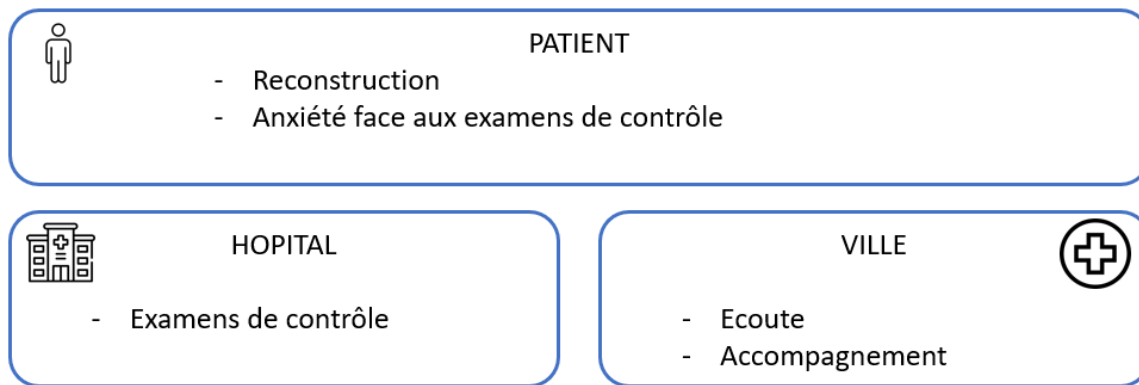 PATIENT
- Reconstruction
- Anxiété face aux examens de contrôle
HOPITAL
- Examens de contrôle
VILLE
- Ecoute
- Accompagnement